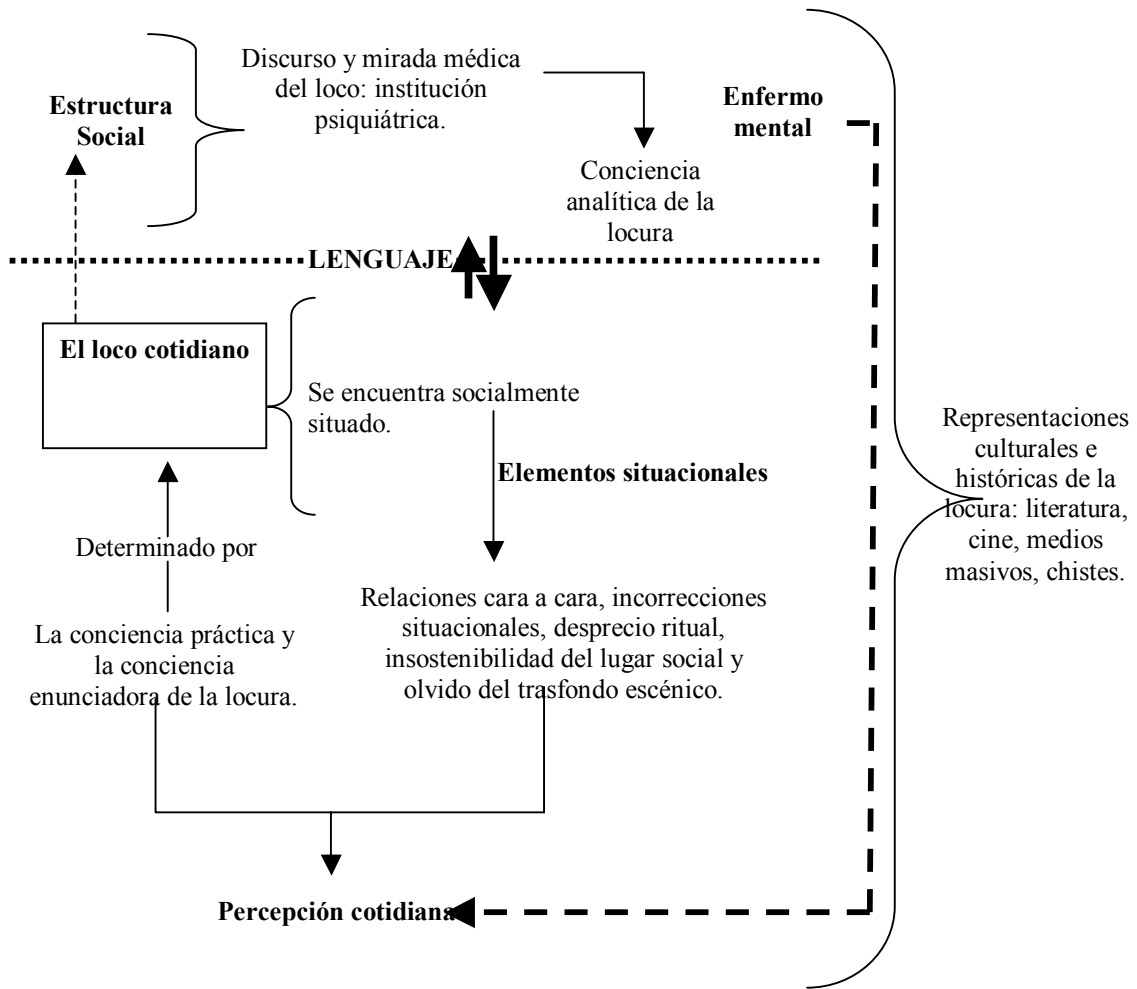 Estructura
Social
Discurso y mirada médica
del loco: institución
psiquiátrica.
Enfermo
mental
Conciencia
analítica de la
locura
LENGUAJE
El loco cotidiano
Se encuentra socialmente
situado.
Elementos situacionales
Determinado por
La conciencia práctica y
la conciencia
enunciadora de la locura.
Relaciones cara a cara, incorrecciones
situacionales, desprecio ritual,
insostenibilidad del lugar social y
olvido del trasfondo escénico.
Percepción cotidiana
Representaciones
culturales e
históricas de la
locura: literatura,
cine, medios
masivos, chistes.